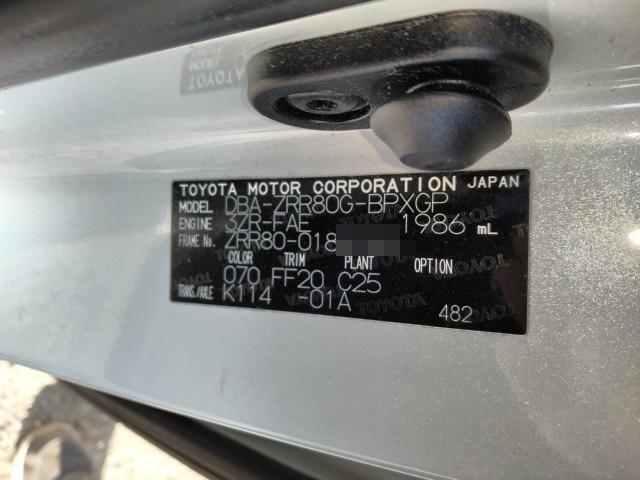 TOYOTA MOTOR CORPORATION JAPAN
MODEL DBA-ZRR80G-BPXGP
ENGINE 3ZR-FAE 1986 mL
FRAME No. ZRR80-018
COLOR TRIM PLANT OPTION
070 FF20 C25
TRANS./AXLE K114 -01A
482